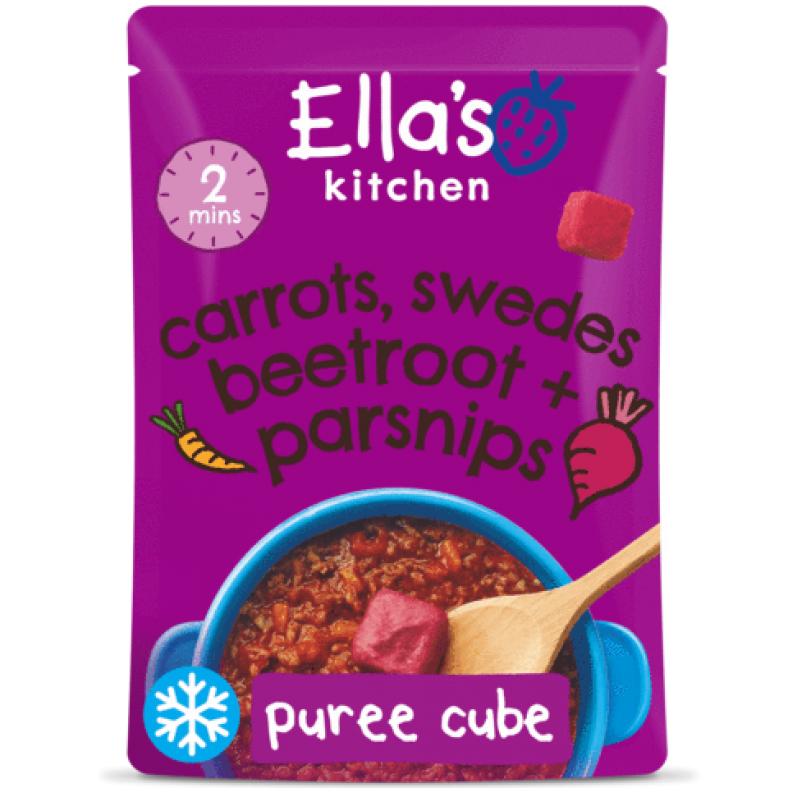 Ella's
kitchen
2
mins
carrots, swedes
beetroot +
parsnips
puree cube